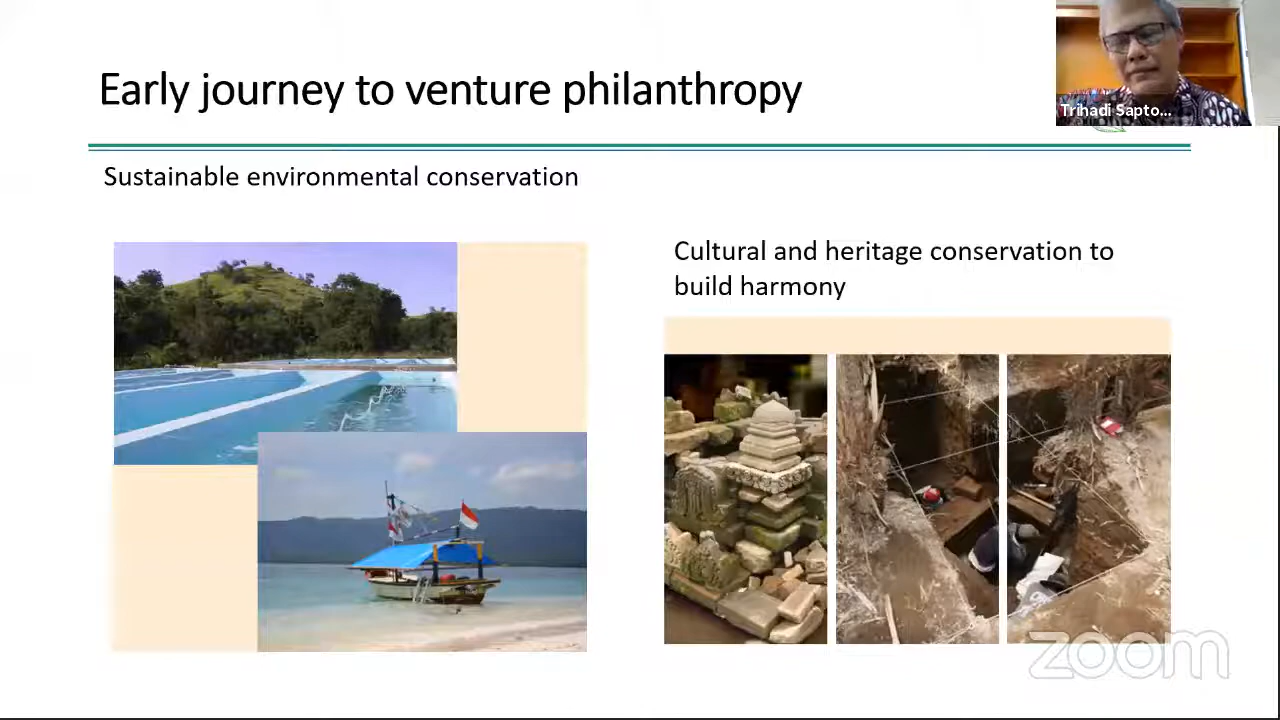 Early journey to venture philanthropy
Trihadi Sapto...
Sustainable environmental conservation
Cultural and heritage conservation to
build harmony
zoom